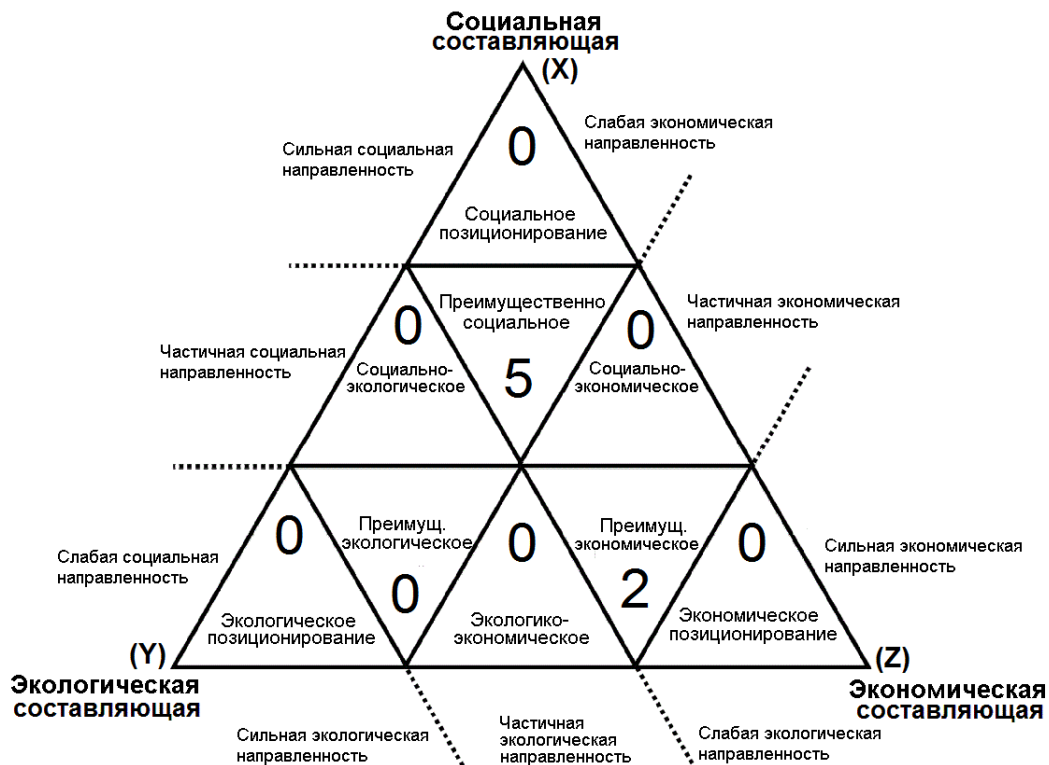 Социальная
составляющая
(X)
Слабая экономическая
направленность
Сильная социальная
направленность
0
Социальное
позиционирование
Преимущественно
социальное
Частичная экономическая
направленность
0
0
Частичная социальная
направленность
Социально-
экологическое
5
Социально-
экономическое
0
Преимущ.
экологическое
0
Преимущ.
экономическое
0
Слабая социальная
направленность
Сильная экономическая
направленность
0
2
Экологическое
позиционирование
Экологико-
экономическое
Экономическое
позиционирование
(Y)
(Z)
Экологическая
составляющая
Экономическая
составляющая
Сильная экологическая
направленность
Частичная
экологическая
направленность
Слабая экологическая
направленность